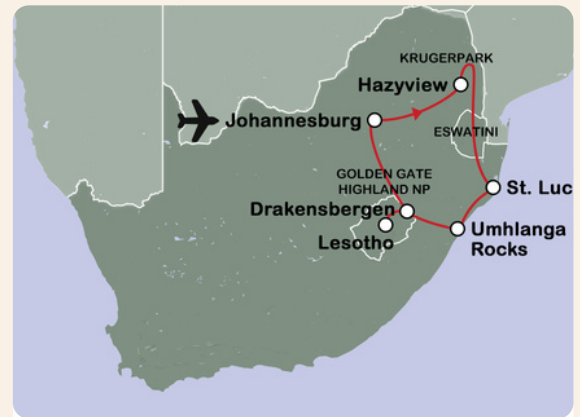 KRUGERPARK
Hazyview
Johannesburg
ESWATINI
GOLDEN GATE
HIGHLAND NP
St. Luc
Drakensbergen
Lesotho
Umhlanga
Rocks